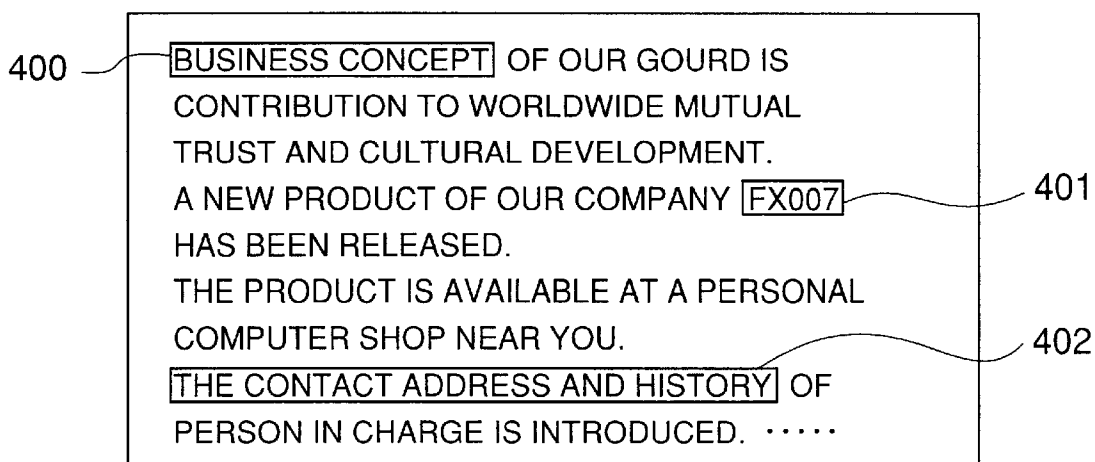 400
BUSINESS CONCEPT OF OUR GOURD IS
CONTRIBUTION TO WORLDWIDE MUTUAL
TRUST AND CULTURAL DEVELOPMENT.
A NEW PRODUCT OF OUR COMPANY FX007
401
HAS BEEN RELEASED.
THE PRODUCT IS AVAILABLE AT A PERSONAL
COMPUTER SHOP NEAR YOU.
402
THE CONTACT ADDRESS AND HISTORY OF
PERSON IN CHARGE IS INTRODUCED. ·····